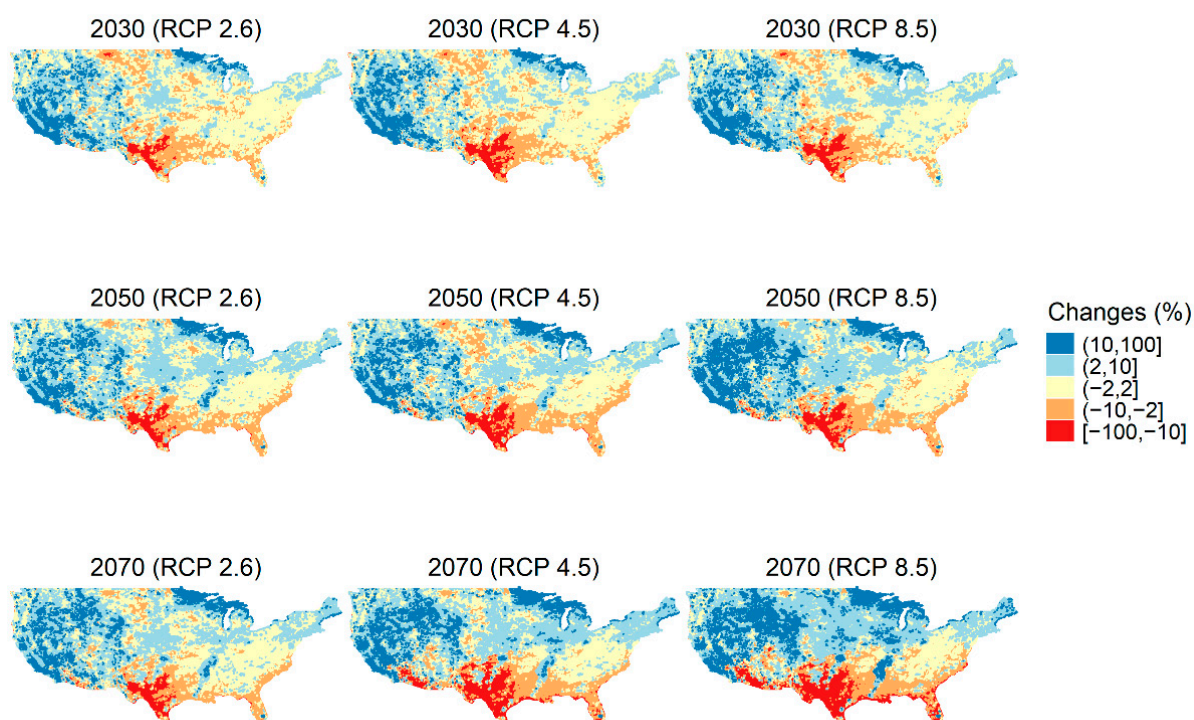 2030 (RCP 2.6)
2030 (RCP 4.5)
2030 (RCP 8.5)
2050 (RCP 2.6)
2050 (RCP 4.5)
2050 (RCP 8.5)
Changes (%)
(10,100]
(2,10]
(−2,2]
(−10,−2]
[−100,−10]
2070 (RCP 2.6)
2070 (RCP 4.5)
2070 (RCP 8.5)